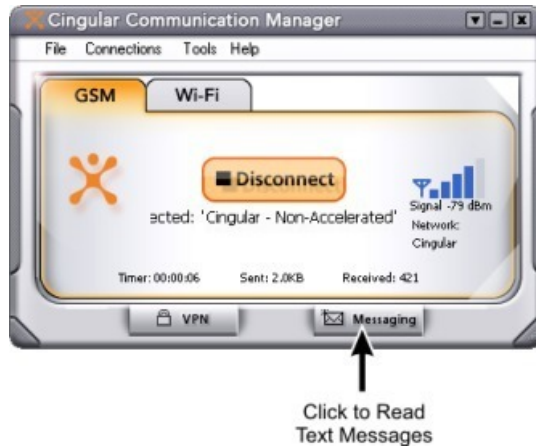 Cingular Communication Manager
File Connections Tools Help
GSM Wi-Fi
Disconnect
ected: 'Cingular - Non-Accelerated'
Signal -79 dBm
Network:
Cingular
Timer: 00:00:06 Sent: 2.0KB Received: 421
VPN Messaging
Click to Read
Text Messages